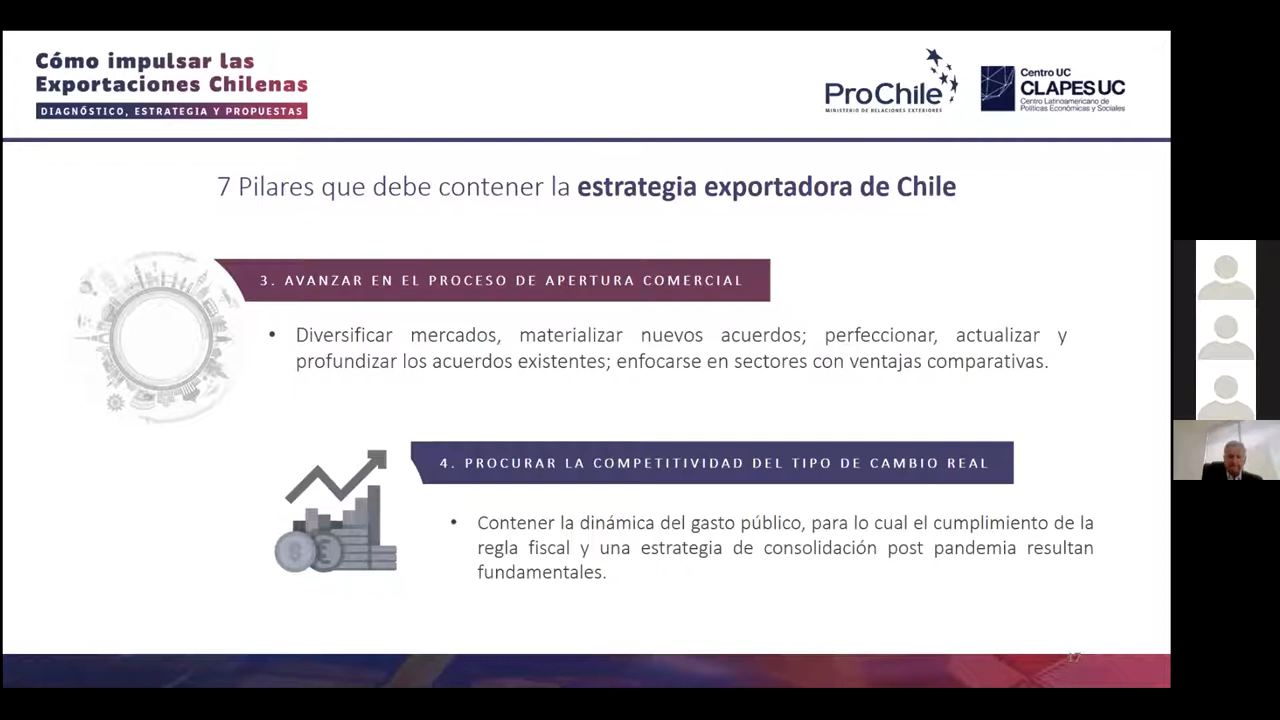 Cómo impulsar las
Exportaciones Chilenas
DIAGNÓSTICO, ESTRATEGIA Y PROPUESTAS
ProChile
MINISTERIO DE RELACIONES EXTERIORES
Centro UC
CLAPES UC
Centro Latinoamericano de
Políticas Económicas y Sociales
7 Pilares que debe contener la estrategia exportadora de Chile
3. AVANZAR EN EL PROCESO DE APERTURA COMERCIAL
• Diversificar mercados, materializar nuevos acuerdos; perfeccionar, actualizar y
profundizar los acuerdos existentes; enfocarse en sectores con ventajas comparativas.
4. PROCURAR LA COMPETITIVIDAD DEL TIPO DE CAMBIO REAL
• Contener la dinámica del gasto público, para lo cual el cumplimiento de la
regla fiscal y una estrategia de consolidación post pandemia resultan
fundamentales.
17